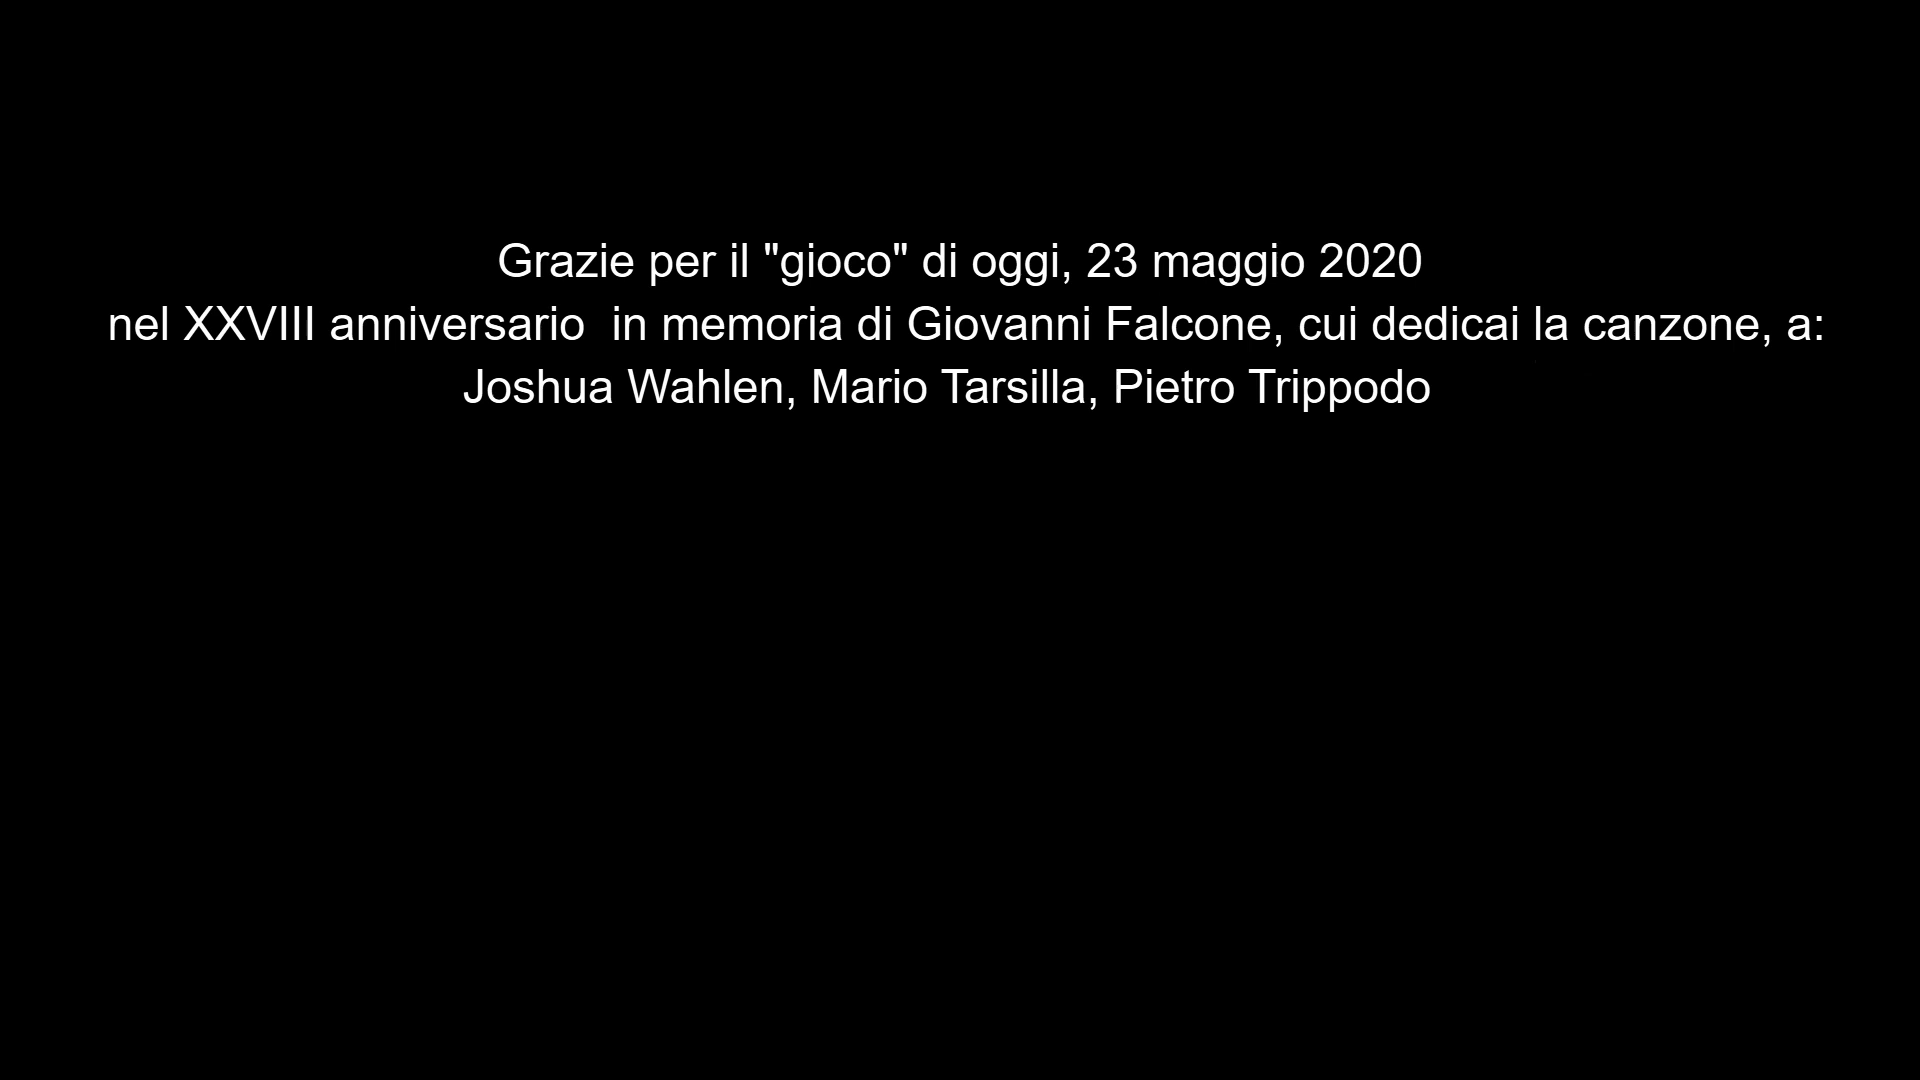 Grazie per il "gioco" di oggi, 23 maggio 2020
nel XXVIII anniversario  in memoria di Giovanni Falcone, cui dedicai la canzone, a:
Joshua Wahlen, Mario Tarsilla, Pietro Trippodo